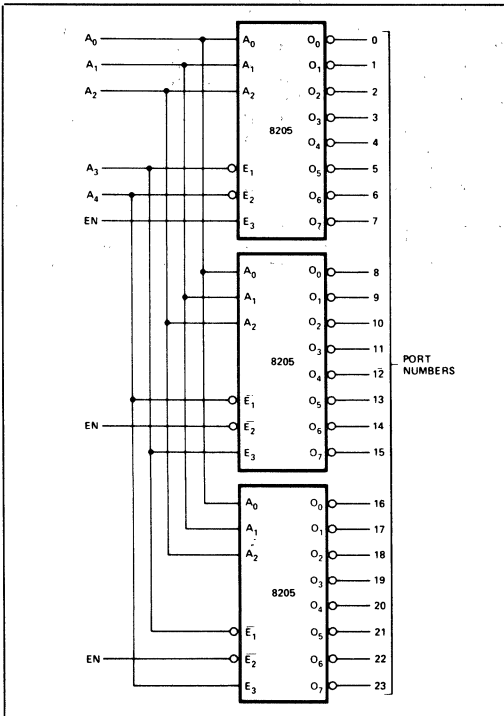 A0 A0 O0 0
A1 A1 O1 1
A2 A2 O2 2
O3 3
8205
O4 4
A3 E1 O5 5
A4 E2 O6 6
EN E3 O7 7
A0 O0 8
A1 O1 9
A2 O2 10
O3 11
8205
O4 12
E1 O5 13
EN E2 O6 14
E3 O7 15
PORT
NUMBERS
A0 O0 16
A1 O1 17
A2 O2 18
O3 19
8205
O4 20
E1 O5 21
EN E2 O6 22
E3 O7 23